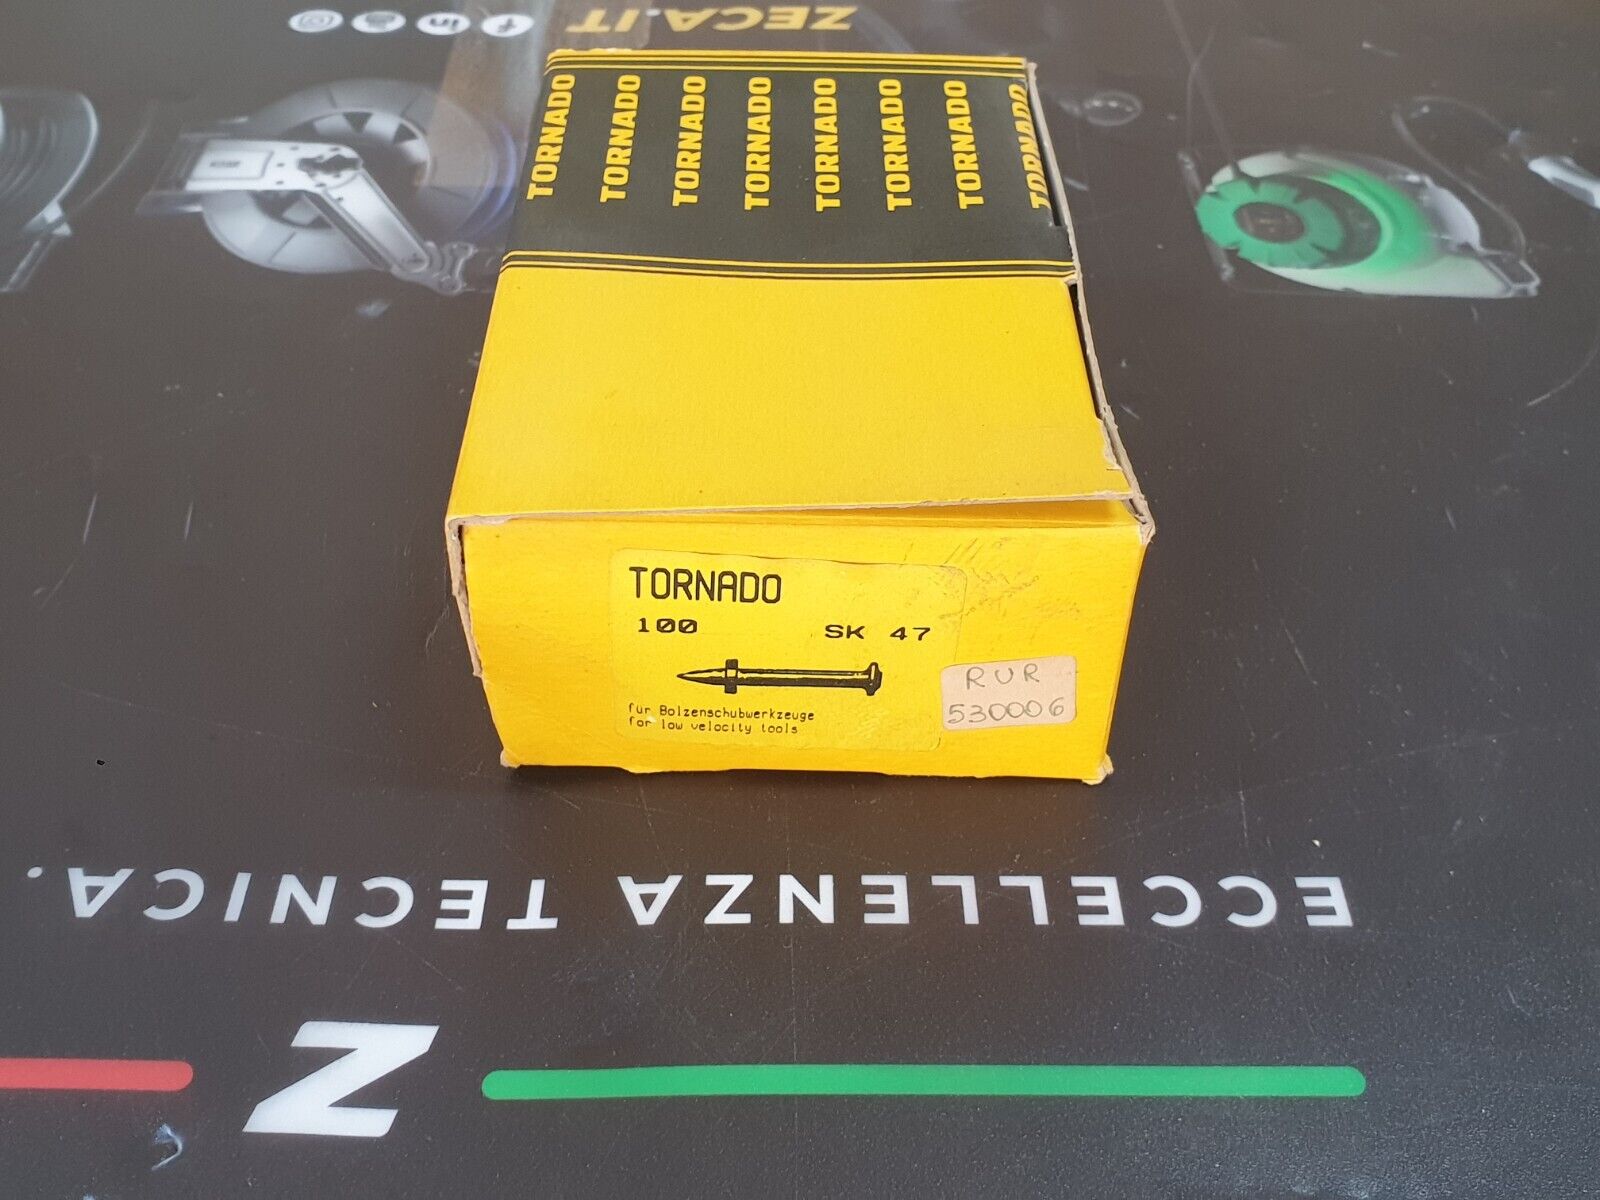 ZECA.IT
f in
TORNADO
TORNADO
TORNADO
TORNADO
TORNADO
TORNADO
TORNADO
TORNADO
TORNADO
100 SK 47
für Bolzenschubwerkzeuge
for low velocity tools
RUR
530006
ECCELLENZA TECNICA.
Z